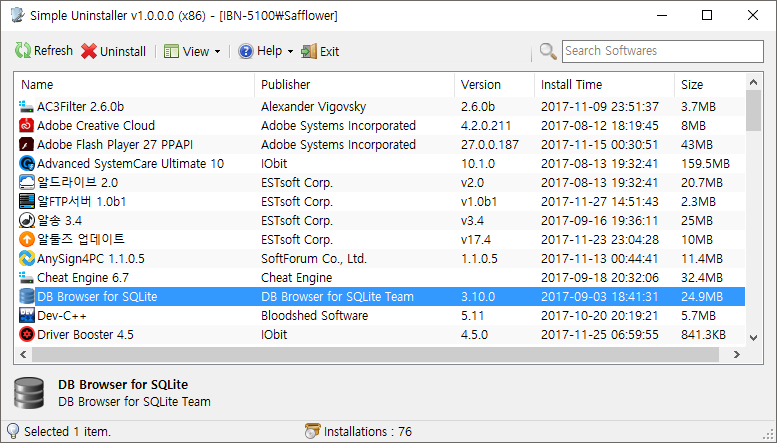 Simple Uninstaller v1.0.0.0 (x86) - [IBN-5100₩Safflower]
Refresh Uninstall View Help Exit Search Softwares
Name Publisher Version Install Time Size
AC3Filter 2.6.0b Alexander Vigovsky 2.6.0b 2017-11-09 23:51:37 3.7MB
Adobe Creative Cloud Adobe Systems Incorporated 4.2.0.211 2017-08-12 18:19:45 8MB
Adobe Flash Player 27 PPAPI Adobe Systems Incorporated 27.0.0.187 2017-11-15 00:30:51 43MB
Advanced SystemCare Ultimate 10 IObit 10.1.0 2017-08-13 19:32:41 159.5MB
알드라이브 2.0 ESTsoft Corp. v2.0 2017-08-13 19:32:41 20.7MB
알FTP서버 1.0b1 ESTsoft Corp. v1.0b1 2017-11-27 14:51:43 2.3MB
알송 3.4 ESTsoft Corp. v3.4 2017-09-16 19:36:11 25MB
알툴즈 업데이트 ESTsoft Corp. v17.4 2017-11-23 23:04:28 10MB
AnySign4PC 1.1.0.5 SoftForum Co., Ltd. 1.1.0.5 2017-11-13 00:44:41 11.4MB
Cheat Engine 6.7 Cheat Engine 2017-09-18 20:32:06 32.4MB
DB Browser for SQLite DB Browser for SQLite Team 3.10.0 2017-09-03 18:41:31 24.9MB
Dev-C++ Bloodshed Software 5.11 2017-10-20 20:19:21 5.7MB
Driver Booster 4.5 IObit 4.5.0 2017-11-25 06:59:55 841.3KB
DB Browser for SQLite
DB Browser for SQLite Team
Selected 1 item. Installations : 76